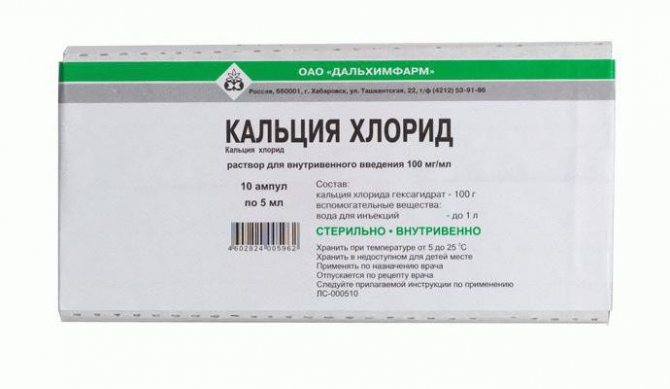 ОАО «ДАЛЬХИМФАРМ»
Россия, 680001, г. Хабаровск, ул. Ташкентская, 22, т/ф (4212) 53-91-86
КАЛЬЦИЯ ХЛОРИД
Кальция хлорид
раствор для внутривенного введения 100 мг/мл
10 ампул
по 5 мл
Состав:
кальция хлорида гексагидрат - 100 г
вспомогательные вещества:
вода для инъекций - до 1 л
СТЕРИЛЬНО • ВНУТРИВЕННО
4602824005962
Хранить при температуре от 5 до 25 °С
Хранить в недоступном для детей месте
Применять по назначению врача
Отпускается по рецепту врача
Следуйте прилагаемой инструкции по применению
ЛС-000510